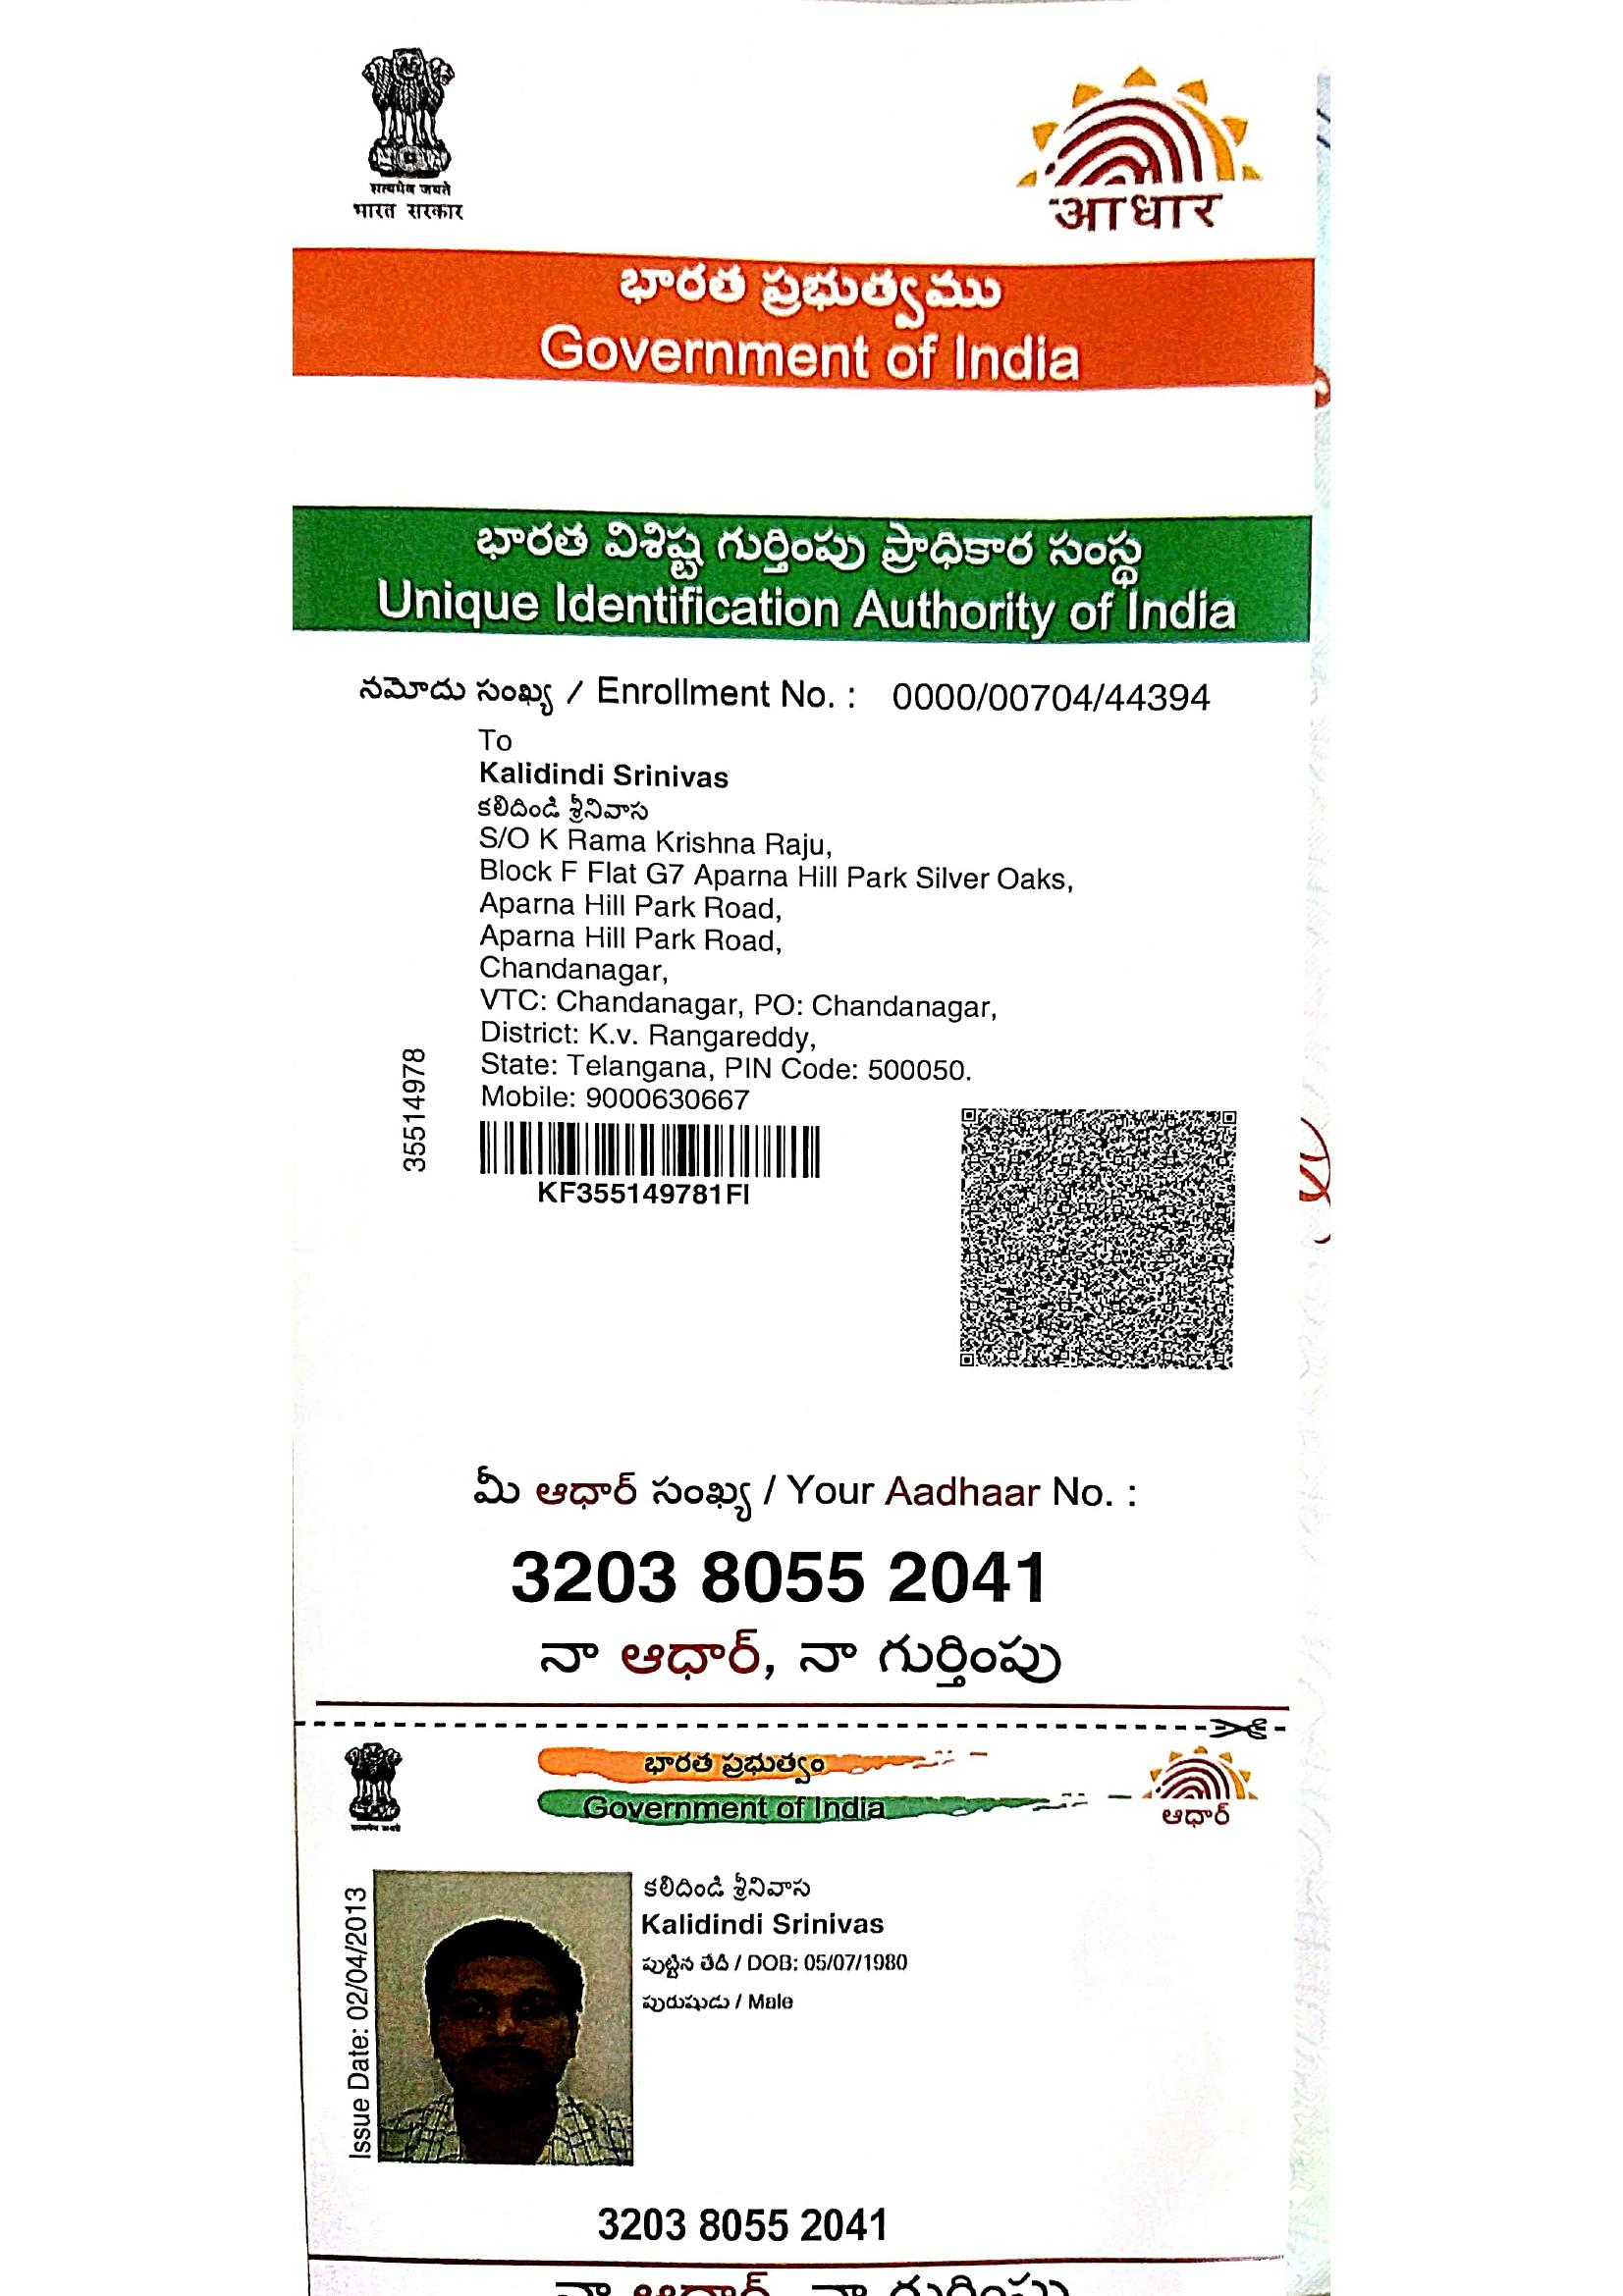 सत्यमेव जयते
भारत सरकार
आधार
భారత ప్రభుత్వము
Government of India
భారత విశిష్ట గుర్తింపు ప్రాధికార సంస్థ
Unique Identification Authority of India
నమోదు సంఖ్య / Enrollment No. : 0000/00704/44394
To
Kalidindi Srinivas
కలిదిండి శ్రీనివాస
S/O K Rama Krishna Raju,
Block F Flat G7 Aparna Hill Park Silver Oaks,
Aparna Hill Park Road,
Aparna Hill Park Road,
Chandanagar,
VTC: Chandanagar, PO: Chandanagar,
District: K.v. Rangareddy,
State: Telangana, PIN Code: 500050.
Mobile: 9000630667
35514978
KF355149781FI
మీ ఆధార్ సంఖ్య / Your Aadhaar No. :
3203 8055 2041
నా ఆధార్, నా గుర్తింపు
భారత ప్రభుత్వం
Government of India
ఆధార్
Issue Date: 02/04/2013
కలిదిండి శ్రీనివాస
Kalidindi Srinivas
పుట్టిన తేదీ / DOB: 05/07/1980
పురుషుడు / Male
3203 8055 2041
నా ఆధార్, నా గుర్తింపు